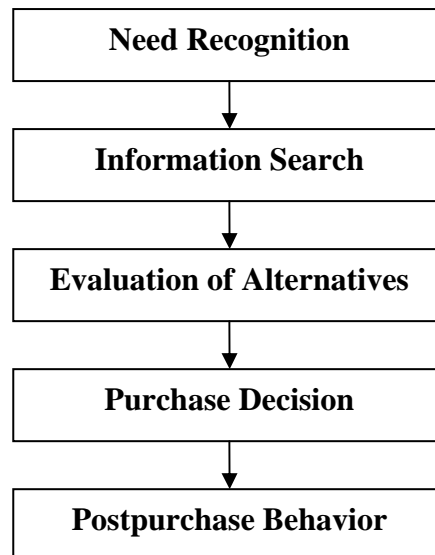 Need Recognition
Information Search
Evaluation of Alternatives
Purchase Decision
Postpurchase Behavior